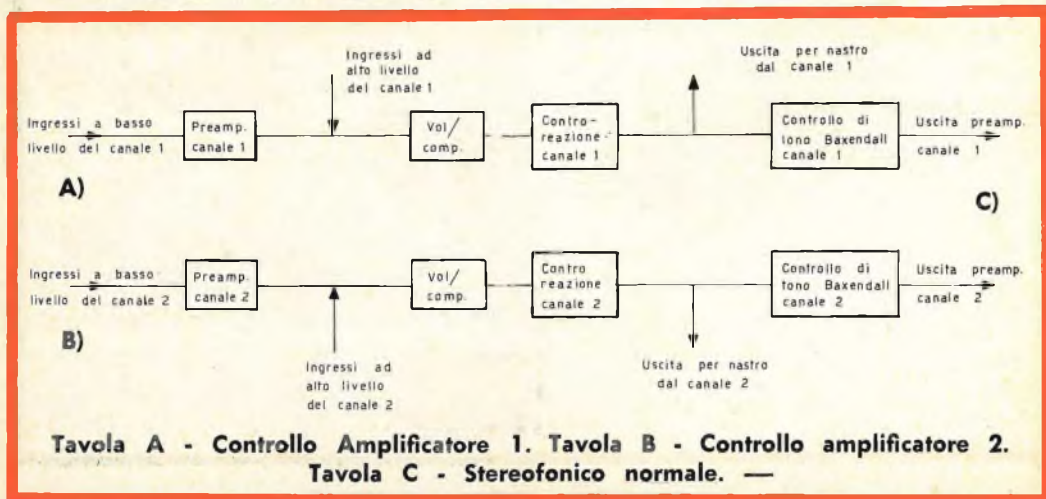 Ingressi ad
alto livello
del canale 1
Uscita per nastro
dal canale 1
Ingressi a basso
livello del canale 1
Preamp.
canale 1
Vol/
comp.
Contro-
reazione
canale 1
Controllo di
tono Baxendall
canale 1
Uscita preamp.
canale 1
A)
C)
Ingressi a basso
livello del canale 2
Preamp.
canale 2
Vol/
comp.
Contro
reazione
canale 2
Controllo di
tono Baxendall
canale 2
Uscita preamp.
canale 2
B)
Ingressi ad
alto livello
del canale 2
Uscita per nastro
dal canale 2
Tavola A - Controllo Amplificatore 1. Tavola B - Controllo amplificatore 2.
Tavola C - Stereofonico normale. —